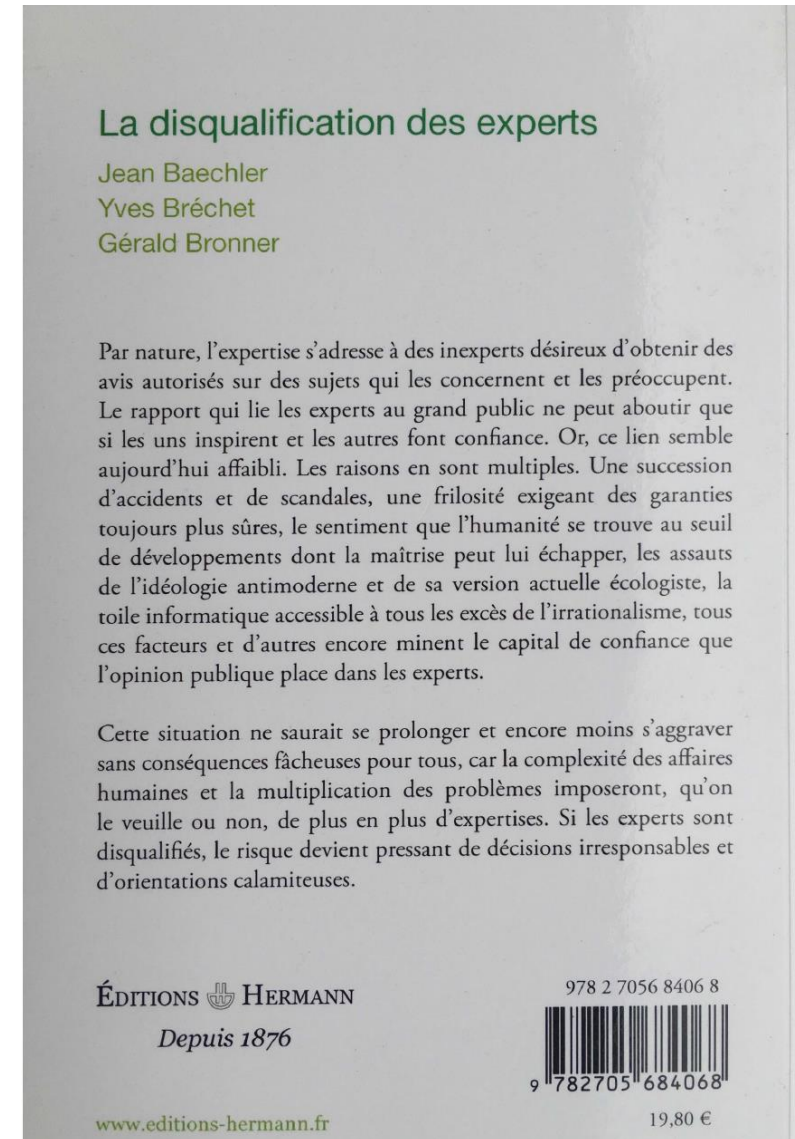 La disqualification des experts
Jean Baechler
Yves Bréchet
Gérald Bronner
Par nature, l'expertise s'adresse à des inexperts désireux d'obtenir des
avis autorisés sur des sujets qui les concernent et les préoccupent.
Le rapport qui lie les experts au grand public ne peut aboutir que
si les uns inspirent et les autres font confiance. Or, ce lien semble
aujourd'hui affaibli. Les raisons en sont multiples. Une succession
d'accidents et de scandales, une frilosité exigeant des garanties
toujours plus sûres, le sentiment que l'humanité se trouve au seuil
de développements dont la maîtrise peut lui échapper, les assauts
de l'idéologie antimoderne et de sa version actuelle écologiste, la
toile informatique accessible à tous les excès de l'irrationalisme, tous
ces facteurs et d'autres encore minent le capital de confiance que
l'opinion publique place dans les experts.
Cette situation ne saurait se prolonger et encore moins s'aggraver
sans conséquences fâcheuses pour tous, car la complexité des affaires
humaines et la multiplication des problèmes imposeront, qu'on
le veuille ou non, de plus en plus d'expertises. Si les experts sont
disqualifiés, le risque devient pressant de décisions irresponsables et
d'orientations calamiteuses.
ÉDITIONS HERMANN
Depuis 1876
www.editions-hermann.fr
978 2 7056 8406 8
9 782705 684068
19,80 €